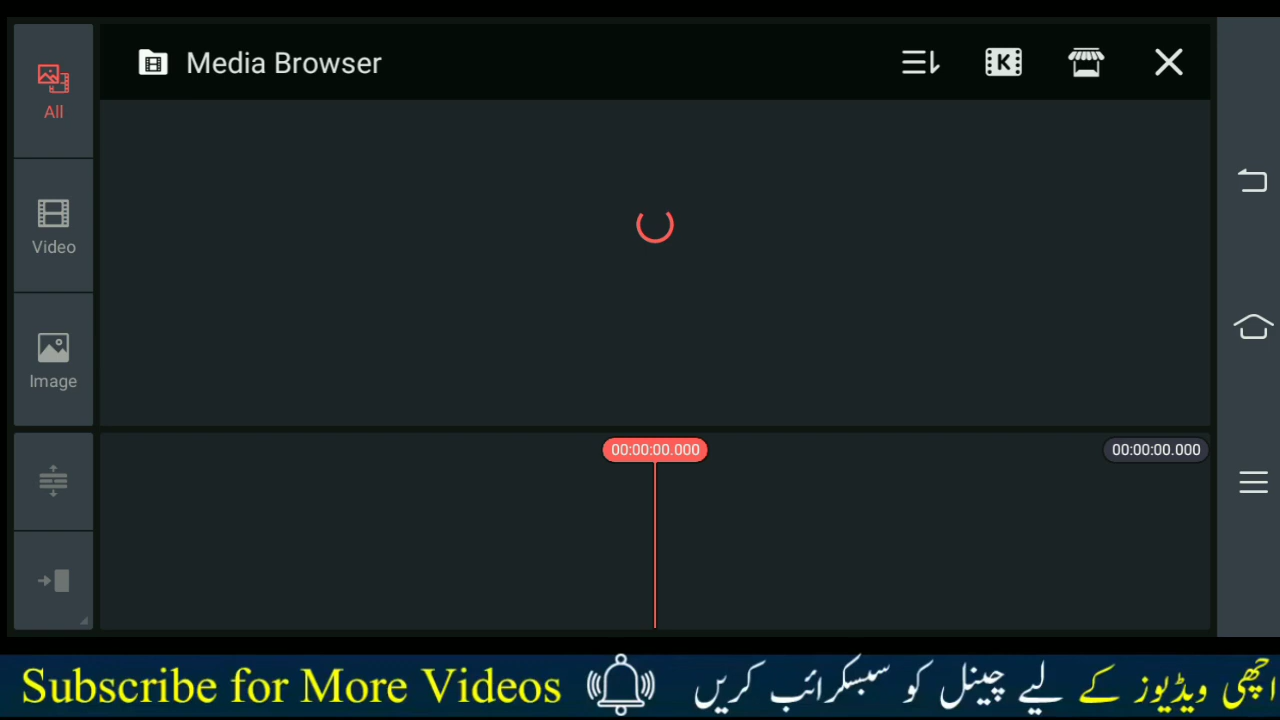 Media Browser
K
All
Video
Image
00:00:00.000
00:00:00.000
Subscribe for More Videos
اچھی ویڈیوز کے لیے چینل کو سبسکرائب کریں